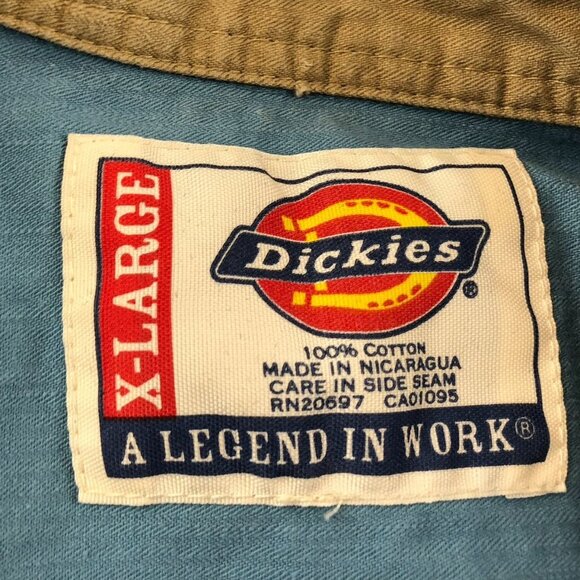 X-LARGE
Dickies®
100% COTTON
MADE IN NICARAGUA
CARE IN SIDE SEAM
RN20697 CA01095
A LEGEND IN WORK®